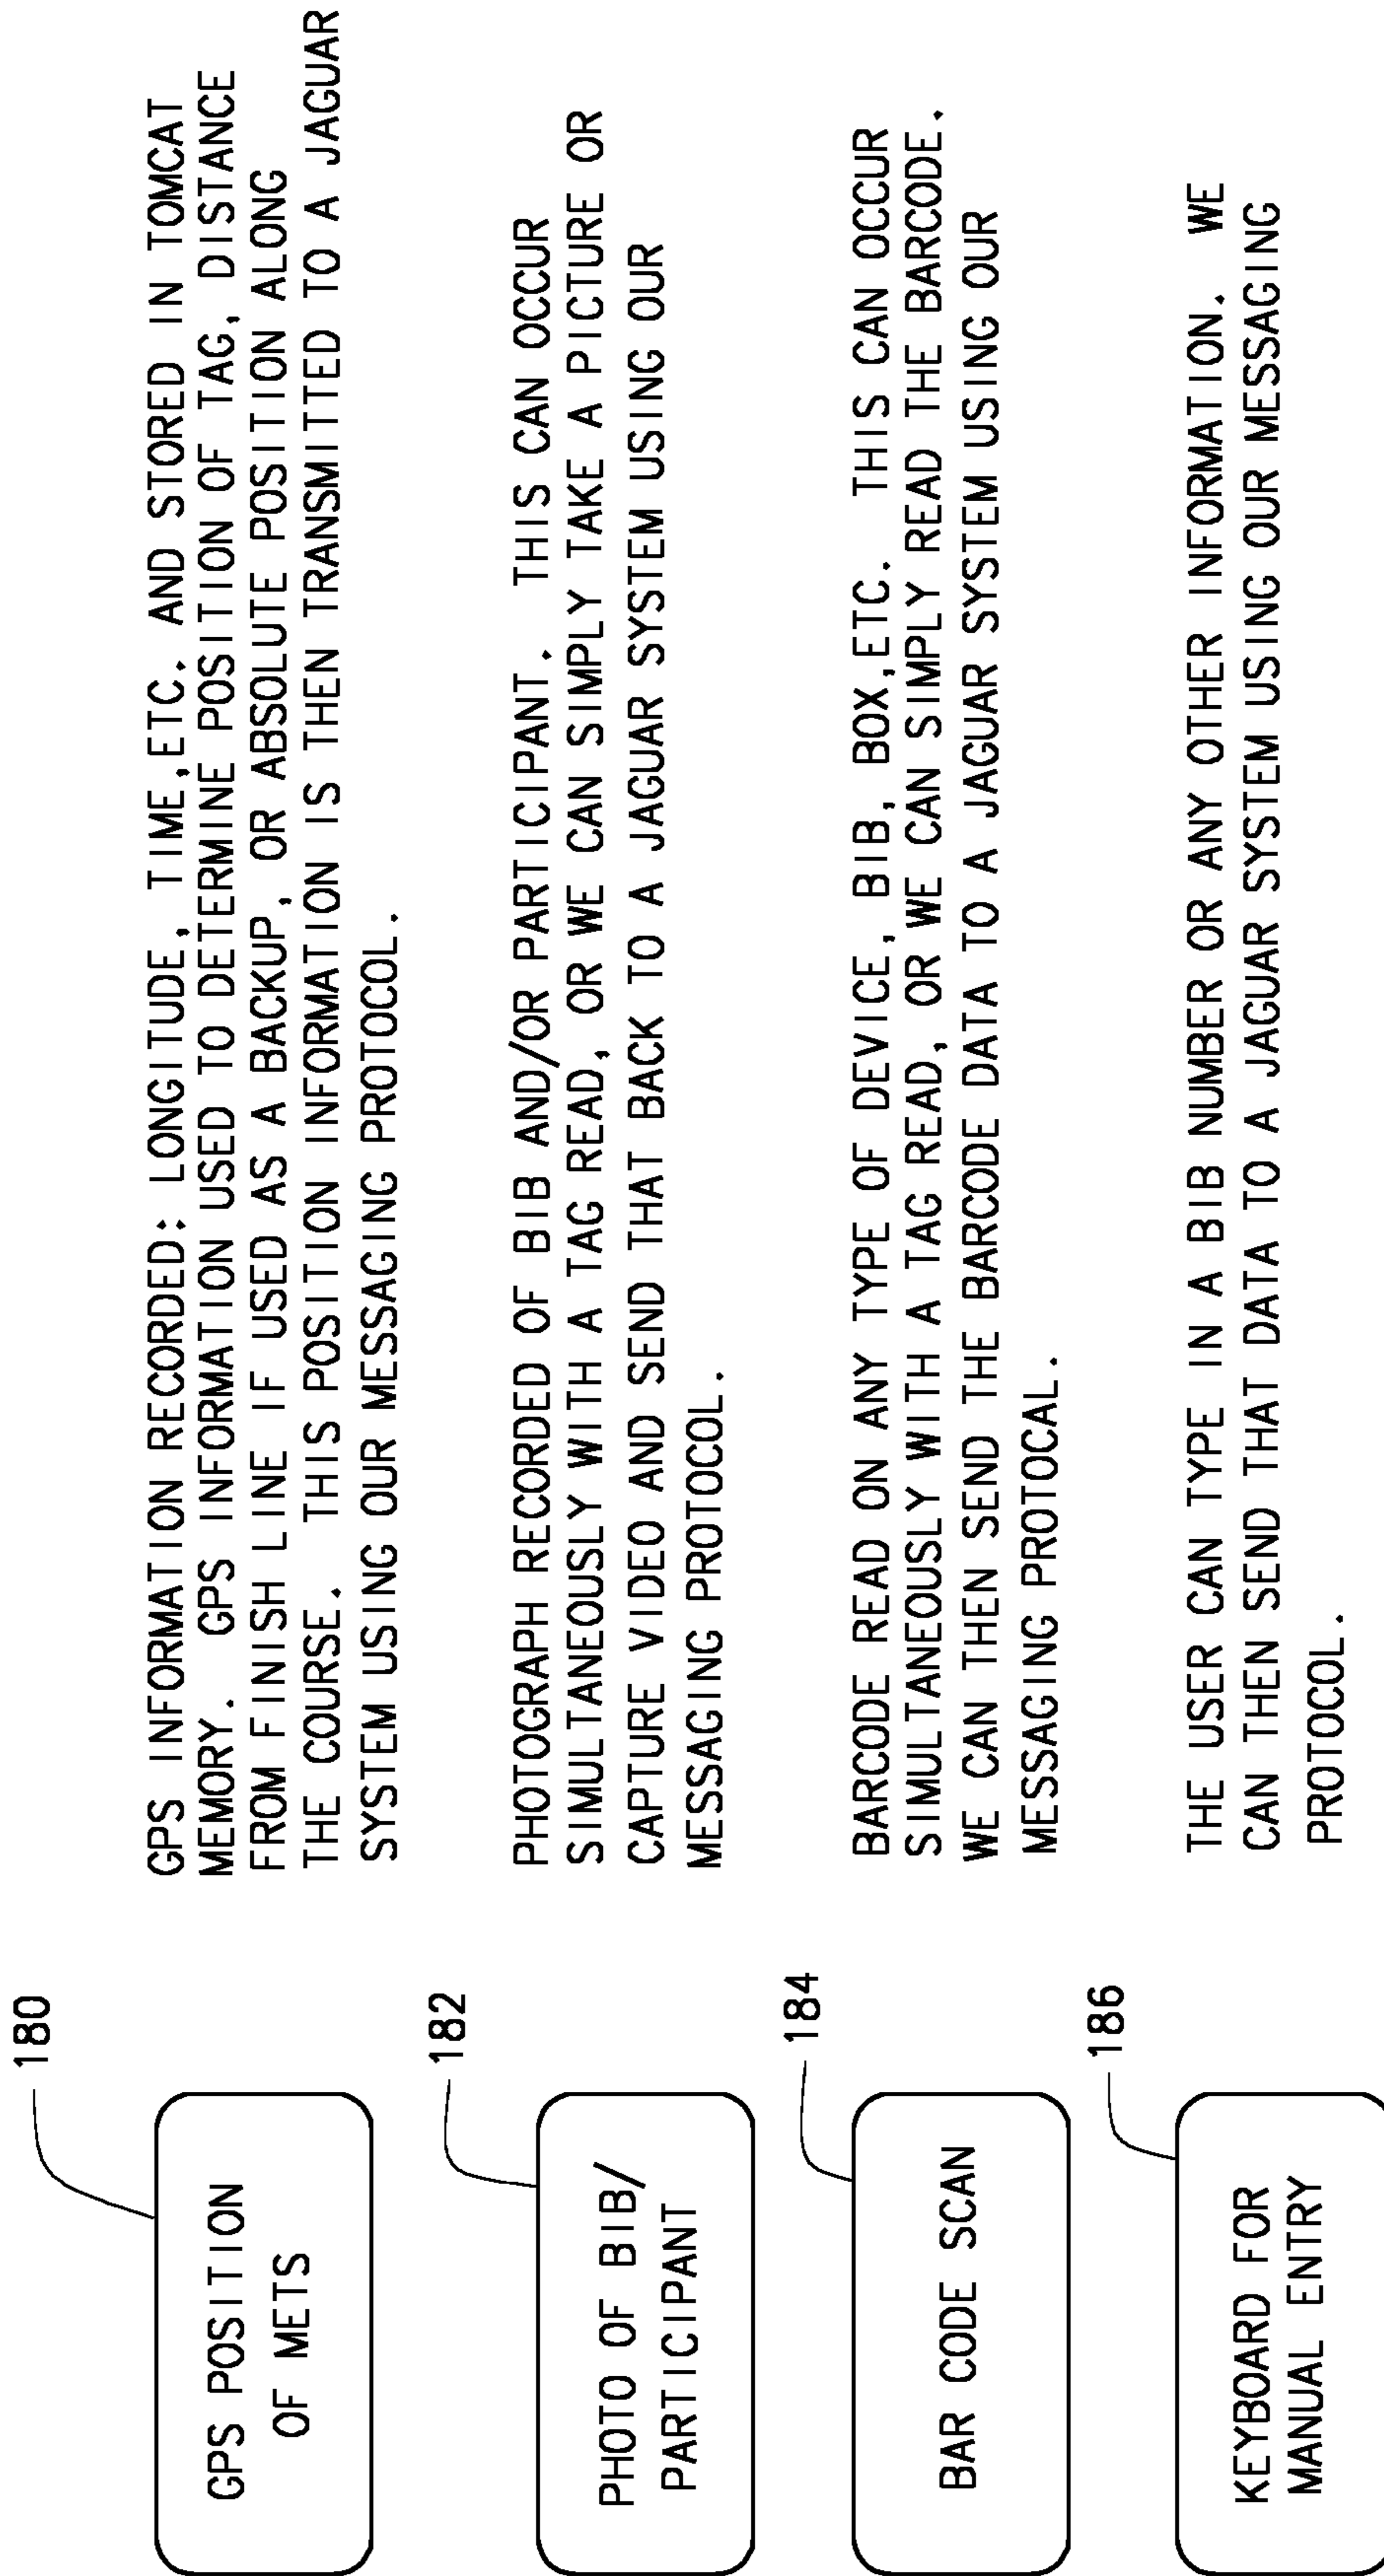 180
GPS POSITION
OF METS
GPS INFORMATION RECORDED: LONGITUDE, TIME,ETC. AND STORED IN TOMCAT
MEMORY. GPS INFORMATION USED TO DETERMINE POSITION OF TAG, DISTANCE
FROM FINISH LINE IF USED AS A BACKUP, OR ABSOLUTE POSITION ALONG
THE COURSE. THIS POSITION INFORMATION IS THEN TRANSMITTED TO A JAGUAR
SYSTEM USING OUR MESSAGING PROTOCOL.
182
PHOTO OF BIB/
PARTICIPANT
PHOTOGRAPH RECORDED OF BIB AND/OR PARTICIPANT. THIS CAN OCCUR
SIMULTANEOUSLY WITH A TAG READ, OR WE CAN SIMPLY TAKE A PICTURE OR
CAPTURE VIDEO AND SEND THAT BACK TO A JAGUAR SYSTEM USING OUR
MESSAGING PROTOCOL.
184
BAR CODE SCAN
BARCODE READ ON ANY TYPE OF DEVICE, BIB, BOX,ETC. THIS CAN OCCUR
SIMULTANEOUSLY WITH A TAG READ, OR WE CAN SIMPLY READ THE BARCODE.
WE CAN THEN SEND THE BARCODE DATA TO A JAGUAR SYSTEM USING OUR
MESSAGING PROTOCAL.
186
KEYBOARD FOR
MANUAL ENTRY
THE USER CAN TYPE IN A BIB NUMBER OR ANY OTHER INFORMATION. WE
CAN THEN SEND THAT DATA TO A JAGUAR SYSTEM USING OUR MESSAGING
PROTOCOL.